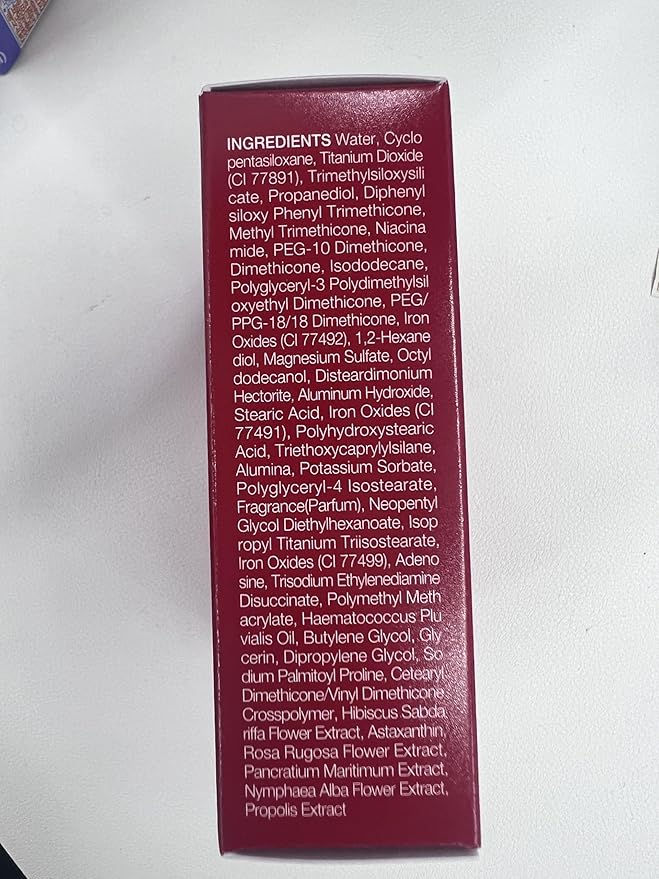 INGREDIENTS Water, Cyclo
pentasiloxane, Titanium Dioxide
(CI 77891), Trimethylsiloxysili
cate, Propanediol, Diphenyl
siloxy Phenyl Trimethicone,
Methyl Trimethicone, Niacina
mide, PEG-10 Dimethicone,
Dimethicone, Isododecane,
Polyglyceryl-3 Polydimethylsil
oxyethyl Dimethicone, PEG/
PPG-18/18 Dimethicone, Iron
Oxides (CI 77492), 1,2-Hexane
diol, Magnesium Sulfate, Octyl
dodecanol, Disteardimonium
Hectorite, Aluminum Hydroxide,
Stearic Acid, Iron Oxides (CI
77491), Polyhydroxystearic
Acid, Triethoxycaprylylsilane,
Alumina, Potassium Sorbate,
Polyglyceryl-4 Isostearate,
Fragrance(Parfum), Neopentyl
Glycol Diethylhexanoate, Isop
ropyl Titanium Triisostearate,
Iron Oxides (CI 77499), Adeno
sine, Trisodium Ethylenediamine
Disuccinate, Polymethyl Meth
acrylate, Haematococcus Plu
vialis Oil, Butylene Glycol, Gly
cerin, Dipropylene Glycol, So
dium Palmitoyl Proline, Cetearyl
Dimethicone/Vinyl Dimethicone
Crosspolymer, Hibiscus Sabda
riffa Flower Extract, Astaxanthin,
Rosa Rugosa Flower Extract,
Pancratium Maritimum Extract,
Nymphaea Alba Flower Extract,
Propolis Extract